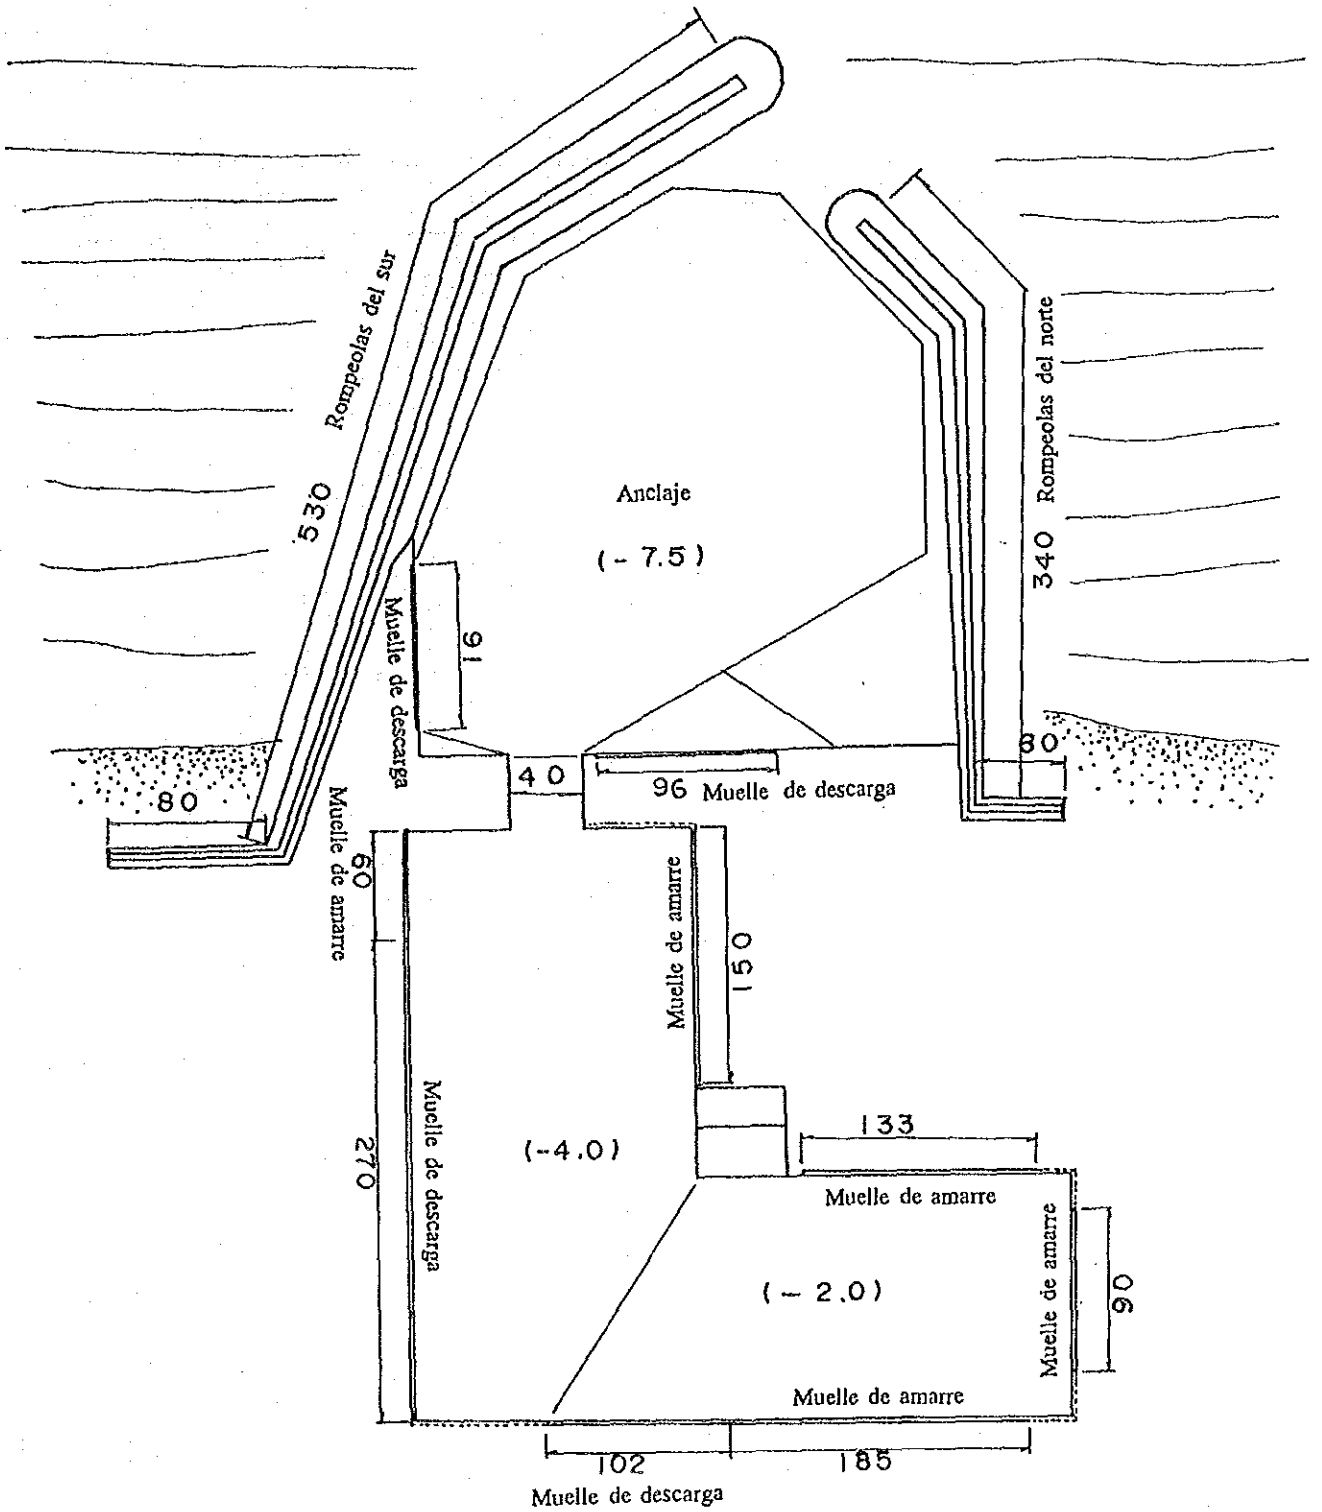 Rompeolas del sur
530
Rompeolas del norte
340
Anclaje
(- 7.5)
Muelle de descarga
91
80
40
96
Muelle de descarga
80
60
Muelle de amarre
Muelle de amarre
150
270
Muelle de descarga
(-4.0)
133
Muelle de amarre
Muelle de amarre
90
(- 2.0)
Muelle de amarre
102
185
Muelle de descarga